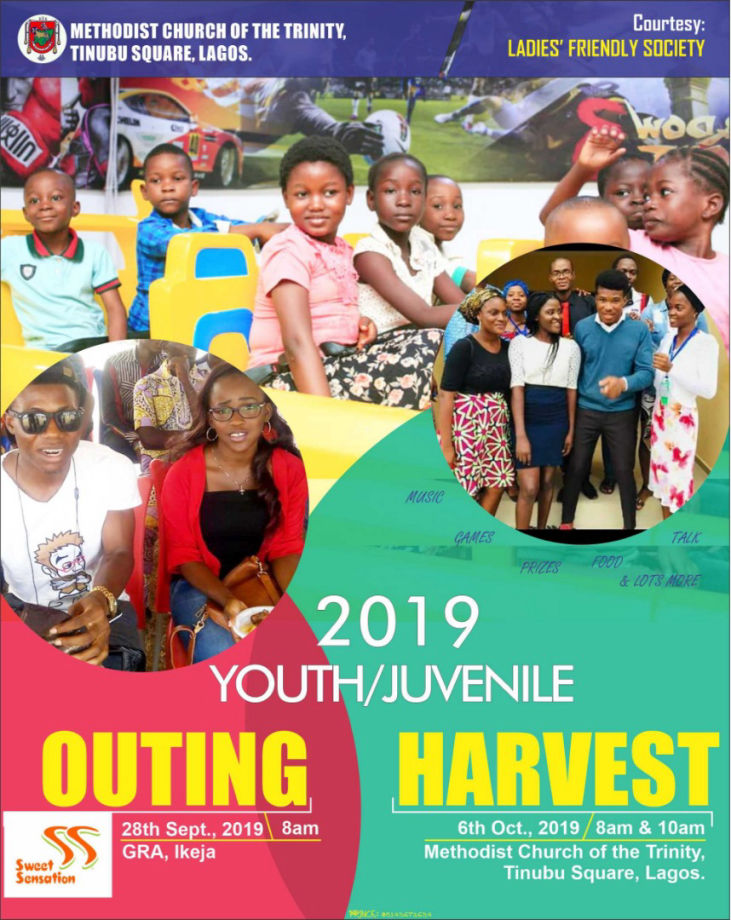 METHODIST CHURCH OF THE TRINITY,
TINUBU SQUARE, LAGOS.
Courtesy:
LADIES' FRIENDLY SOCIETY
MUSIC
GAMES
PRIZES
FOOD
TALK
& LOTS MORE
2019
YOUTH/JUVENILE
OUTING
28th Sept., 2019 \ 8am
GRA, Ikeja
Sweet
Sensation
HARVEST
6th Oct., 2019 / 8am & 10am
Methodist Church of the Trinity,
Tinubu Square, Lagos.